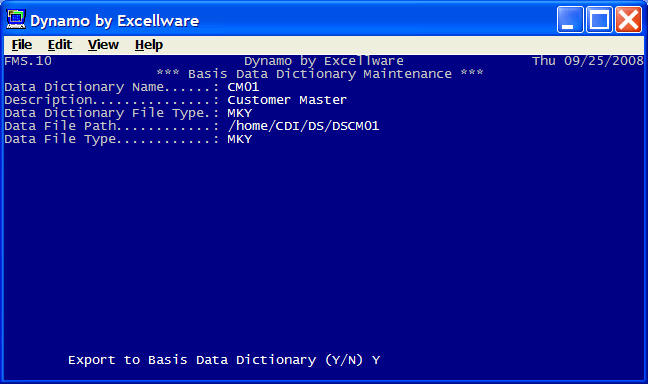 Dynamo by Excellware
File Edit View Help
FMS.10 Dynamo by Excellware Thu 09/25/2008
*** Basis Data Dictionary Maintenance ***
Data Dictionary Name......: CM01
Description...............: Customer Master
Data Dictionary File Type.: MKY
Data File Path............: /home/CDI/DS/DSCM01
Data File Type............: MKY
Export to Basis Data Dictionary (Y/N) Y